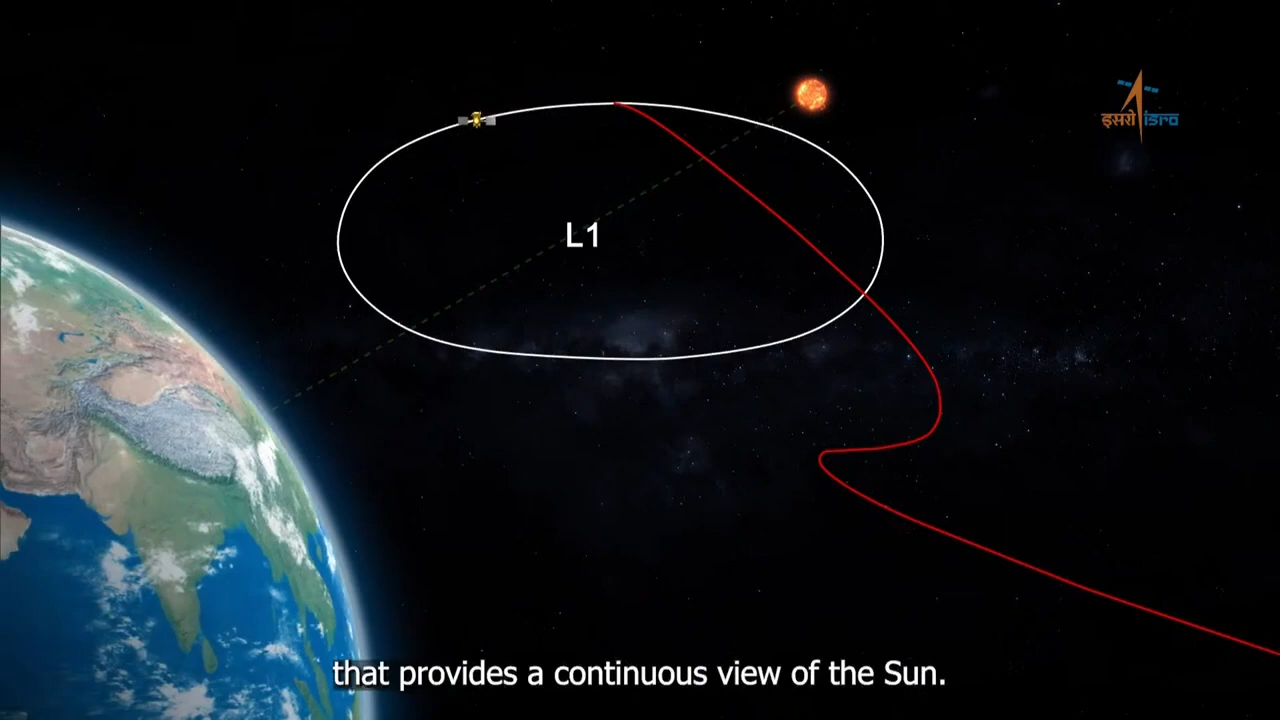 इसरो isro
L1
that provides a continuous view of the Sun.